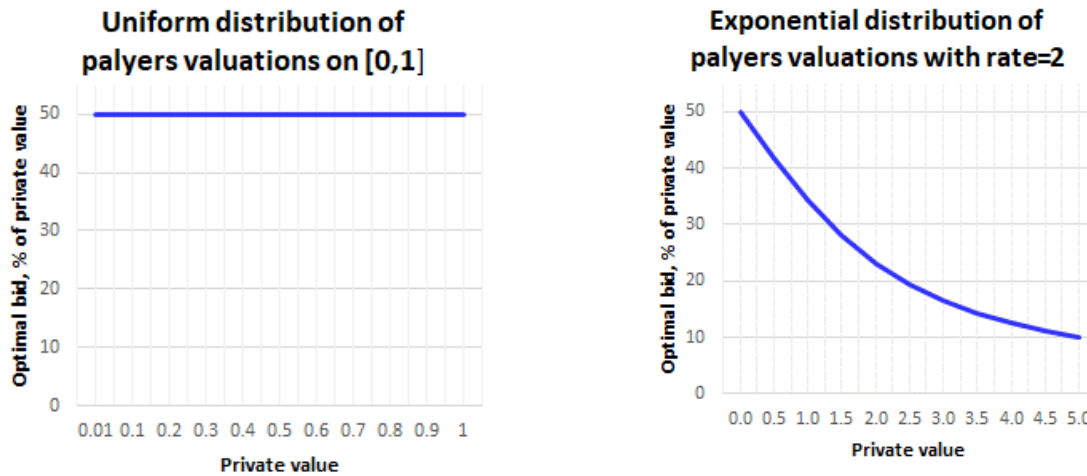 Uniform distribution of
palyers valuations on [0,1]
Optimal bid, % of private value
50
40
30
20
10
0
0.01 0.1 0.2 0.3 0.4 0.5 0.6 0.7 0.8 0.9 1
Private value
Exponential distribution of
palyers valuations with rate=2
Optimal bid, % of private value
50
40
30
20
10
0
0.0 0.5 1.0 1.5 2.0 2.5 3.0 3.5 4.0 4.5 5.0
Private value